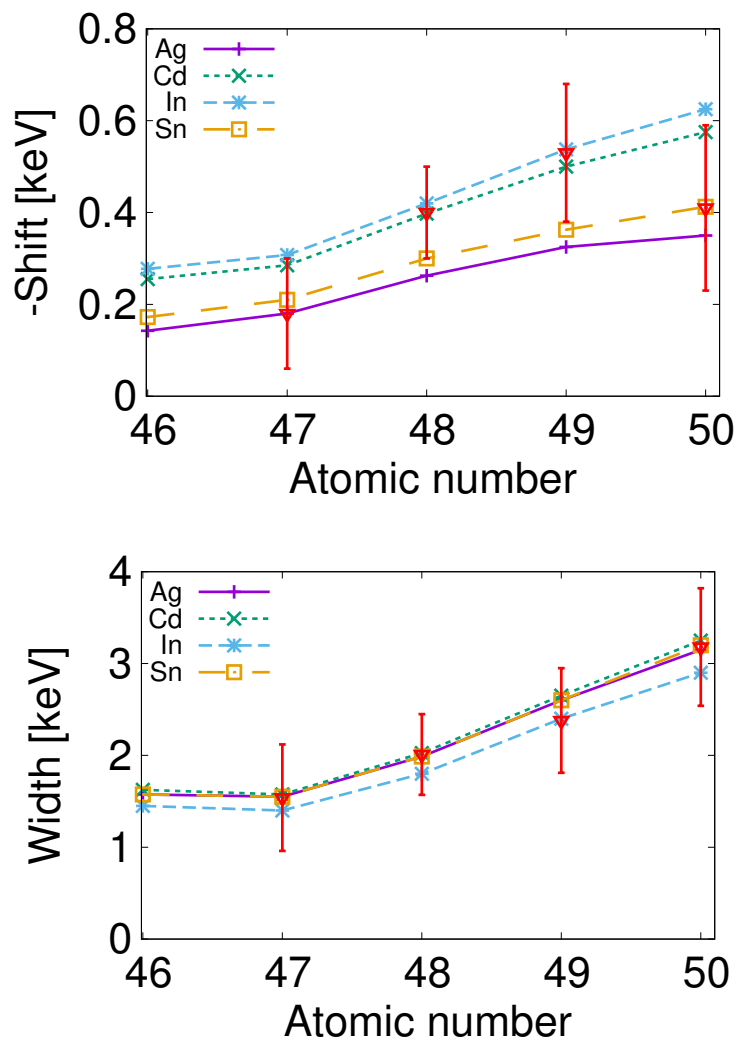 -Shift [keV]
0.8
0.6
0.4
0.2
0
Ag
Cd
In
Sn
46 47 48 49 50
Atomic number
Width [keV]
4
3
2
1
0
Ag
Cd
In
Sn
46 47 48 49 50
Atomic number